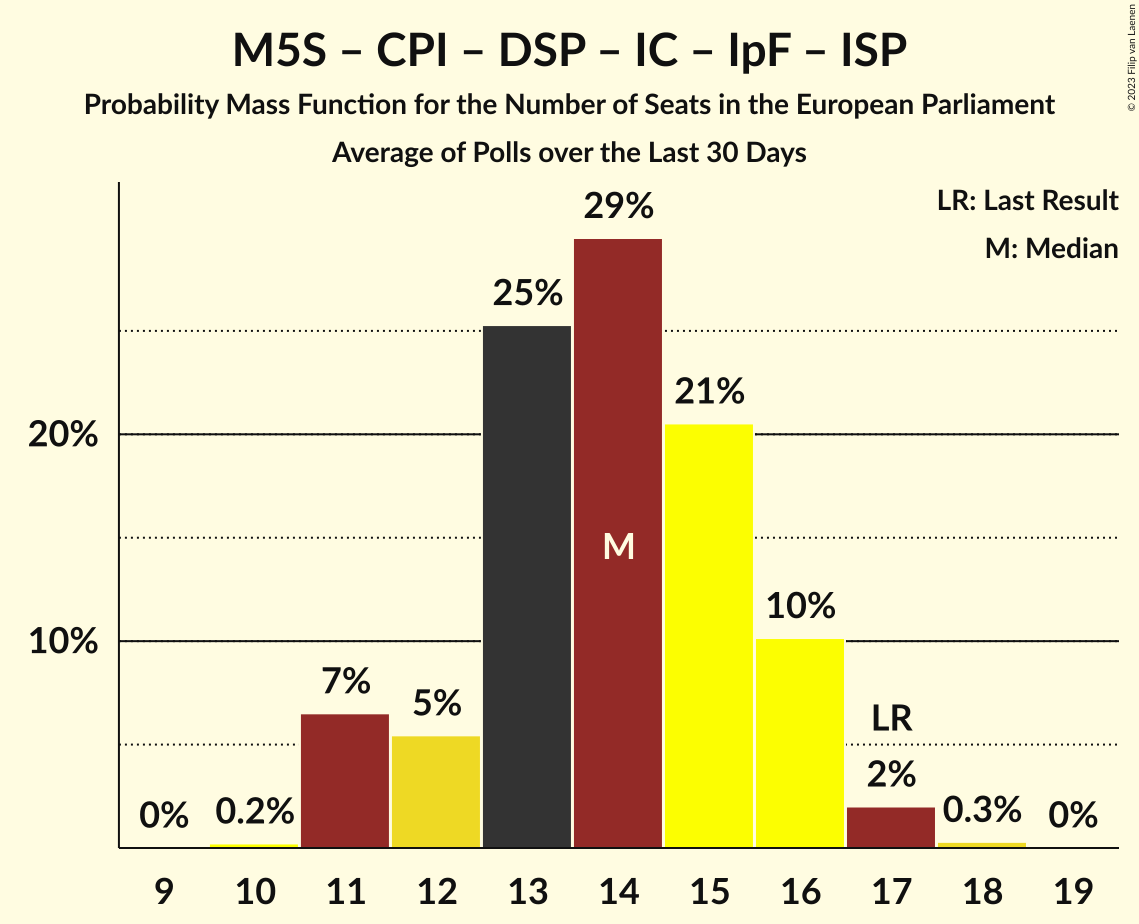 M5S – CPI – DSP – IC – IpF – ISP
Probability Mass Function for the Number of Seats in the European Parliament
Average of Polls over the Last 30 Days
© 2023 Filip van Laenen
LR: Last Result
M: Median
29%
25%
21%
20%
M
10%
10%
7%
5%
LR
2%
0%
0.2%
0.3%
0%
9 10 11 12 13 14 15 16 17 18 19